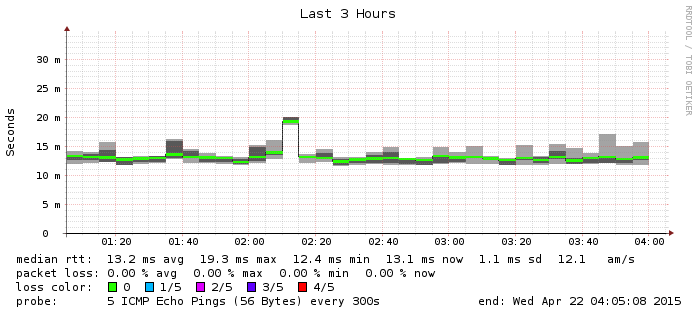 Last 3 Hours
RRDTOOL / TOBI OETIKER
Seconds
30 m
25 m
20 m
15 m
10 m
5 m
0
01:20 01:40 02:00 02:20 02:40 03:00 03:20 03:40 04:00
median rtt: 13.2 ms avg 19.3 ms max 12.4 ms min 13.1 ms now 1.1 ms sd 12.1 am/s
packet loss: 0.00 % avg 0.00 % max 0.00 % min 0.00 % now
loss color: 0 1/5 2/5 3/5 4/5
probe: 5 ICMP Echo Pings (56 Bytes) every 300s end: Wed Apr 22 04:05:08 2015